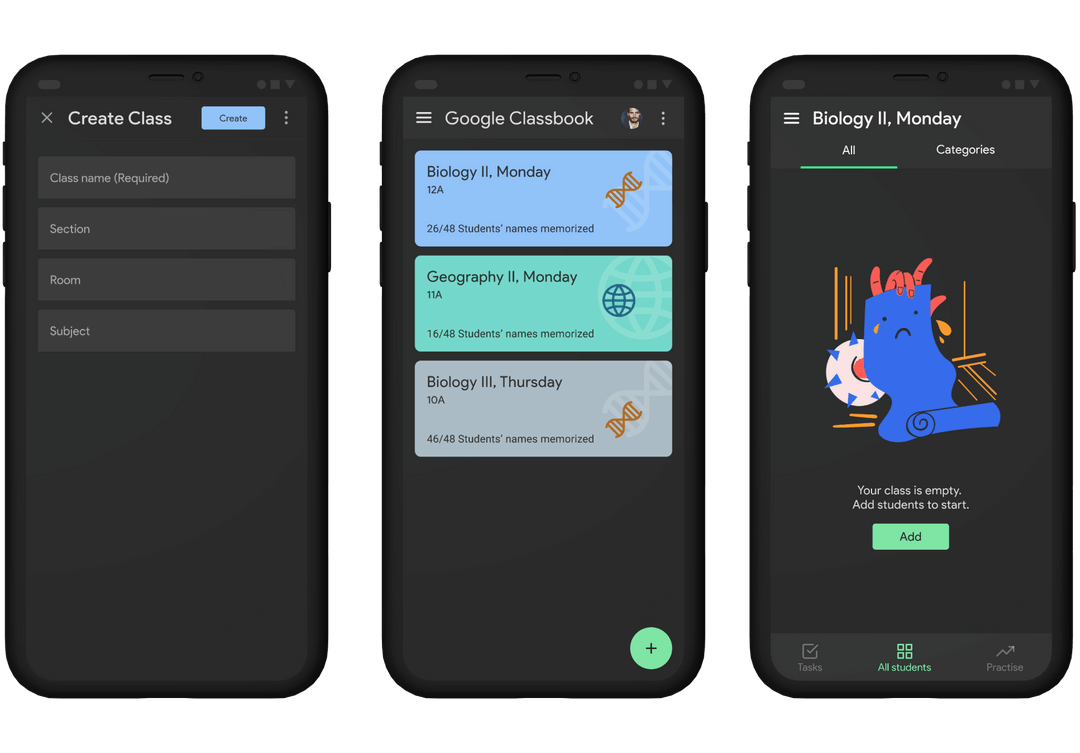 Create Class
Create
Class name (Required)
Section
Room
Subject
Google Classbook
Biology II, Monday
12A
26/48 Students' names memorized
Geography II, Monday
11A
16/48 Students' names memorized
Biology III, Thursday
10A
46/48 Students' names memorized
Biology II, Monday
All
Categories
Your class is empty.
Add students to start.
Add
Tasks
All students
Practise